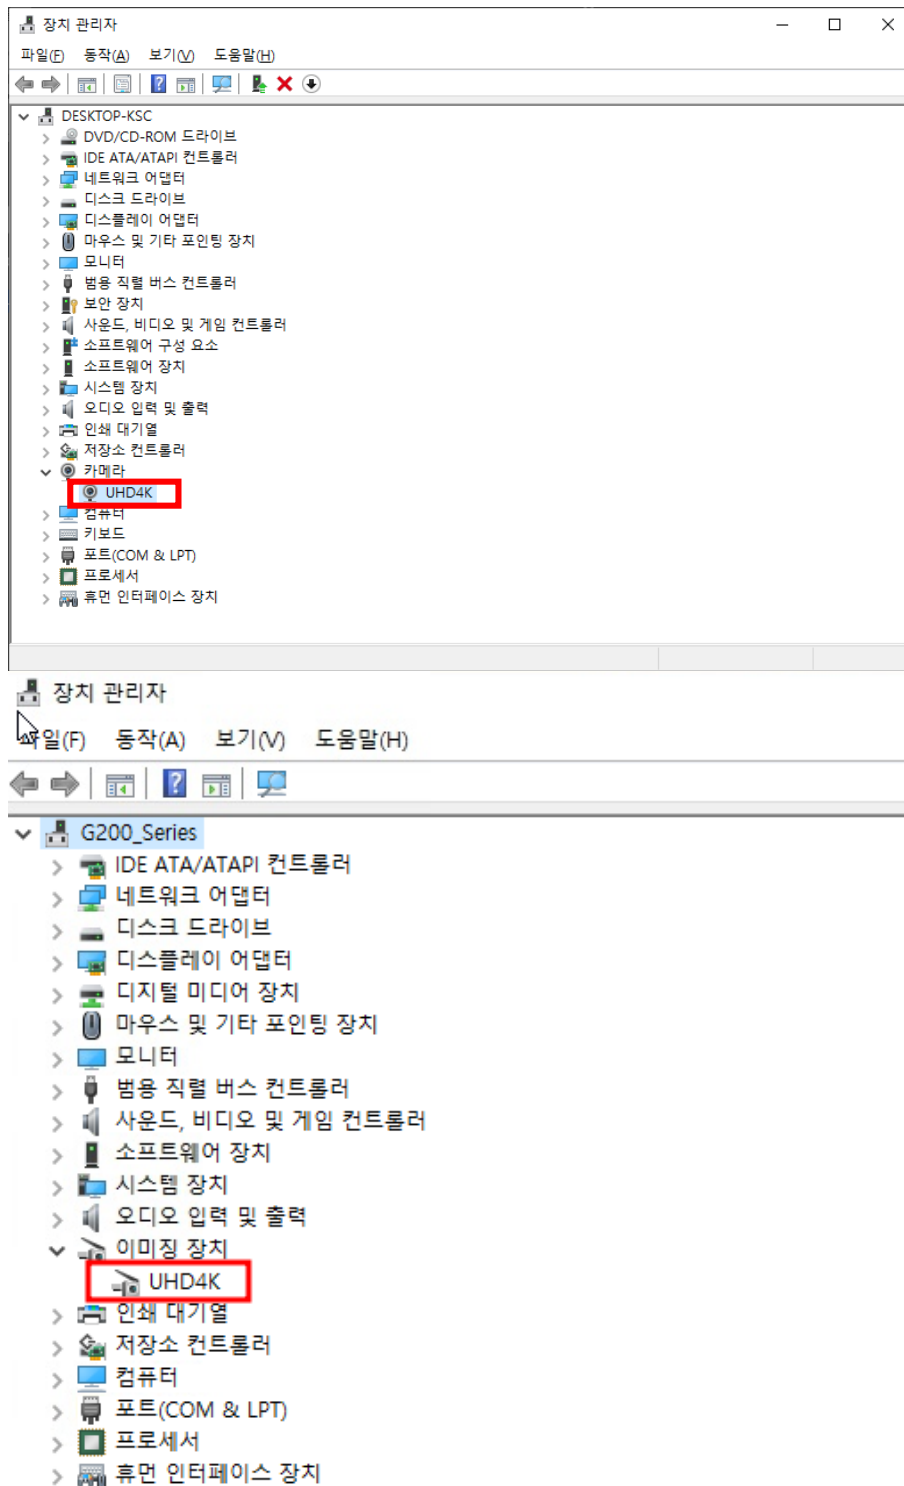 장치 관리자
파일(F) 동작(A) 보기(V) 도움말(H)
DESKTOP-KSC
DVD/CD-ROM 드라이브
IDE ATA/ATAPI 컨트롤러
네트워크 어댑터
디스크 드라이브
디스플레이 어댑터
마우스 및 기타 포인팅 장치
모니터
범용 직렬 버스 컨트롤러
보안 장치
사운드, 비디오 및 게임 컨트롤러
소프트웨어 구성 요소
소프트웨어 장치
시스템 장치
오디오 입력 및 출력
인쇄 대기열
저장소 컨트롤러
카메라
UHD4K
컴퓨터
키보드
포트(COM & LPT)
프로세서
휴먼 인터페이스 장치
장치 관리자
파일(F) 동작(A) 보기(V) 도움말(H)
G200_Series
IDE ATA/ATAPI 컨트롤러
네트워크 어댑터
디스크 드라이브
디스플레이 어댑터
디지털 미디어 장치
마우스 및 기타 포인팅 장치
모니터
범용 직렬 버스 컨트롤러
사운드, 비디오 및 게임 컨트롤러
소프트웨어 장치
시스템 장치
오디오 입력 및 출력
이미징 장치
UHD4K
인쇄 대기열
저장소 컨트롤러
컴퓨터
포트(COM & LPT)
프로세서
휴먼 인터페이스 장치